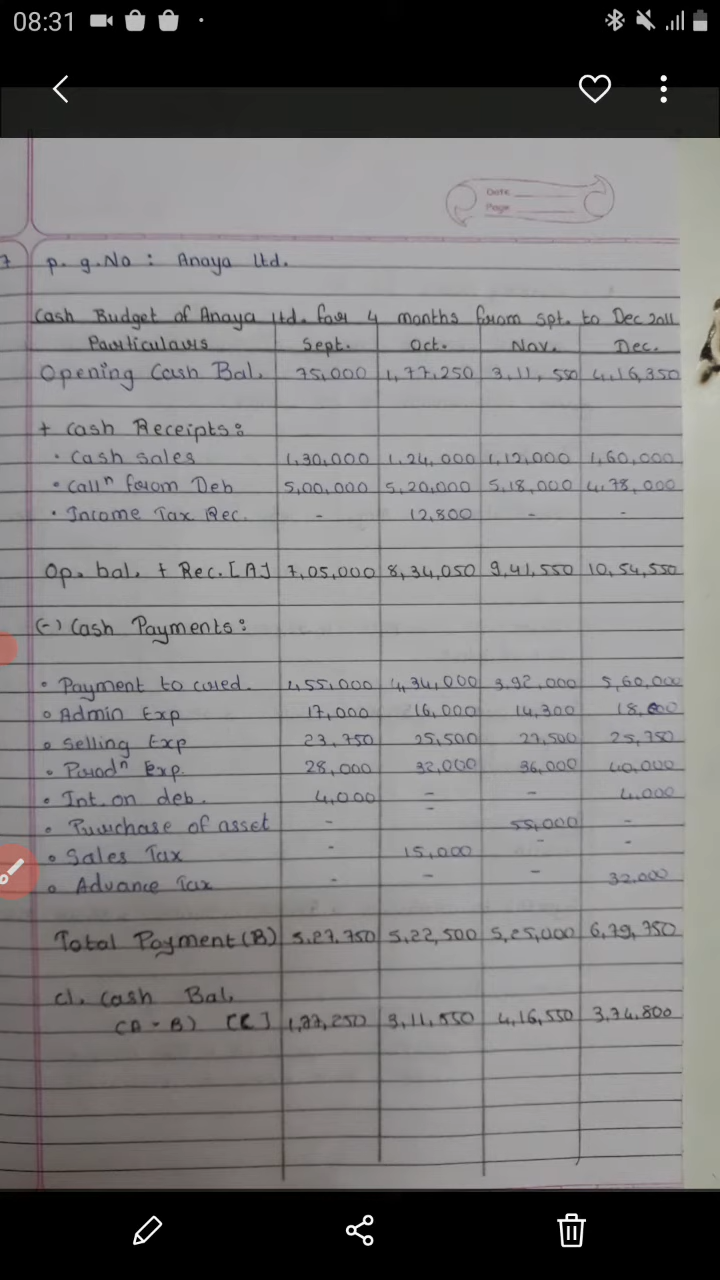 08:31
Date
Page
7 p. g.No : Anaya Ltd.
Cash Budget of Anaya Ltd. for 4 months from spt. to Dec 2011
Particulars Sept. Oct. Nov. Dec.
Opening Cash Bal. 75,000 1,77,250 3,11,550 4,16,350
+ Cash Receipts:
• Cash sales 1,30,000 1,24,000 1,12,000 1,60,000
• Collⁿ from Deb 5,00,000 5,20,000 5,18,000 4,78,000
• Income Tax Rec. - 12,800 - -
Op. bal. + Rec. [A] 7,05,000 8,34,050 9,41,550 10,54,550
(-) Cash Payments:
• Payment to cred. 4,55,000 4,34,000 3,92,000 5,60,000
• Admin Exp 17,000 16,000 14,300
• Selling Exp 23,750 25,500 27,500 25,750
• Prodⁿ Exp. 28,000 32,000 36,000 40,000
• Int. on deb. 4,000 - - 4,000
• Purchase of asset - - 55,000 -
• Sales Tax - 15,000 - -
• Advance Tax - - - 32,000
Total Payment (B) 5,27,750 5,22,500 5,25,000 6,79,750
cl. Cash Bal.
(A - B) [C] 1,77,250 3,11,550 4,16,550 3,74,800